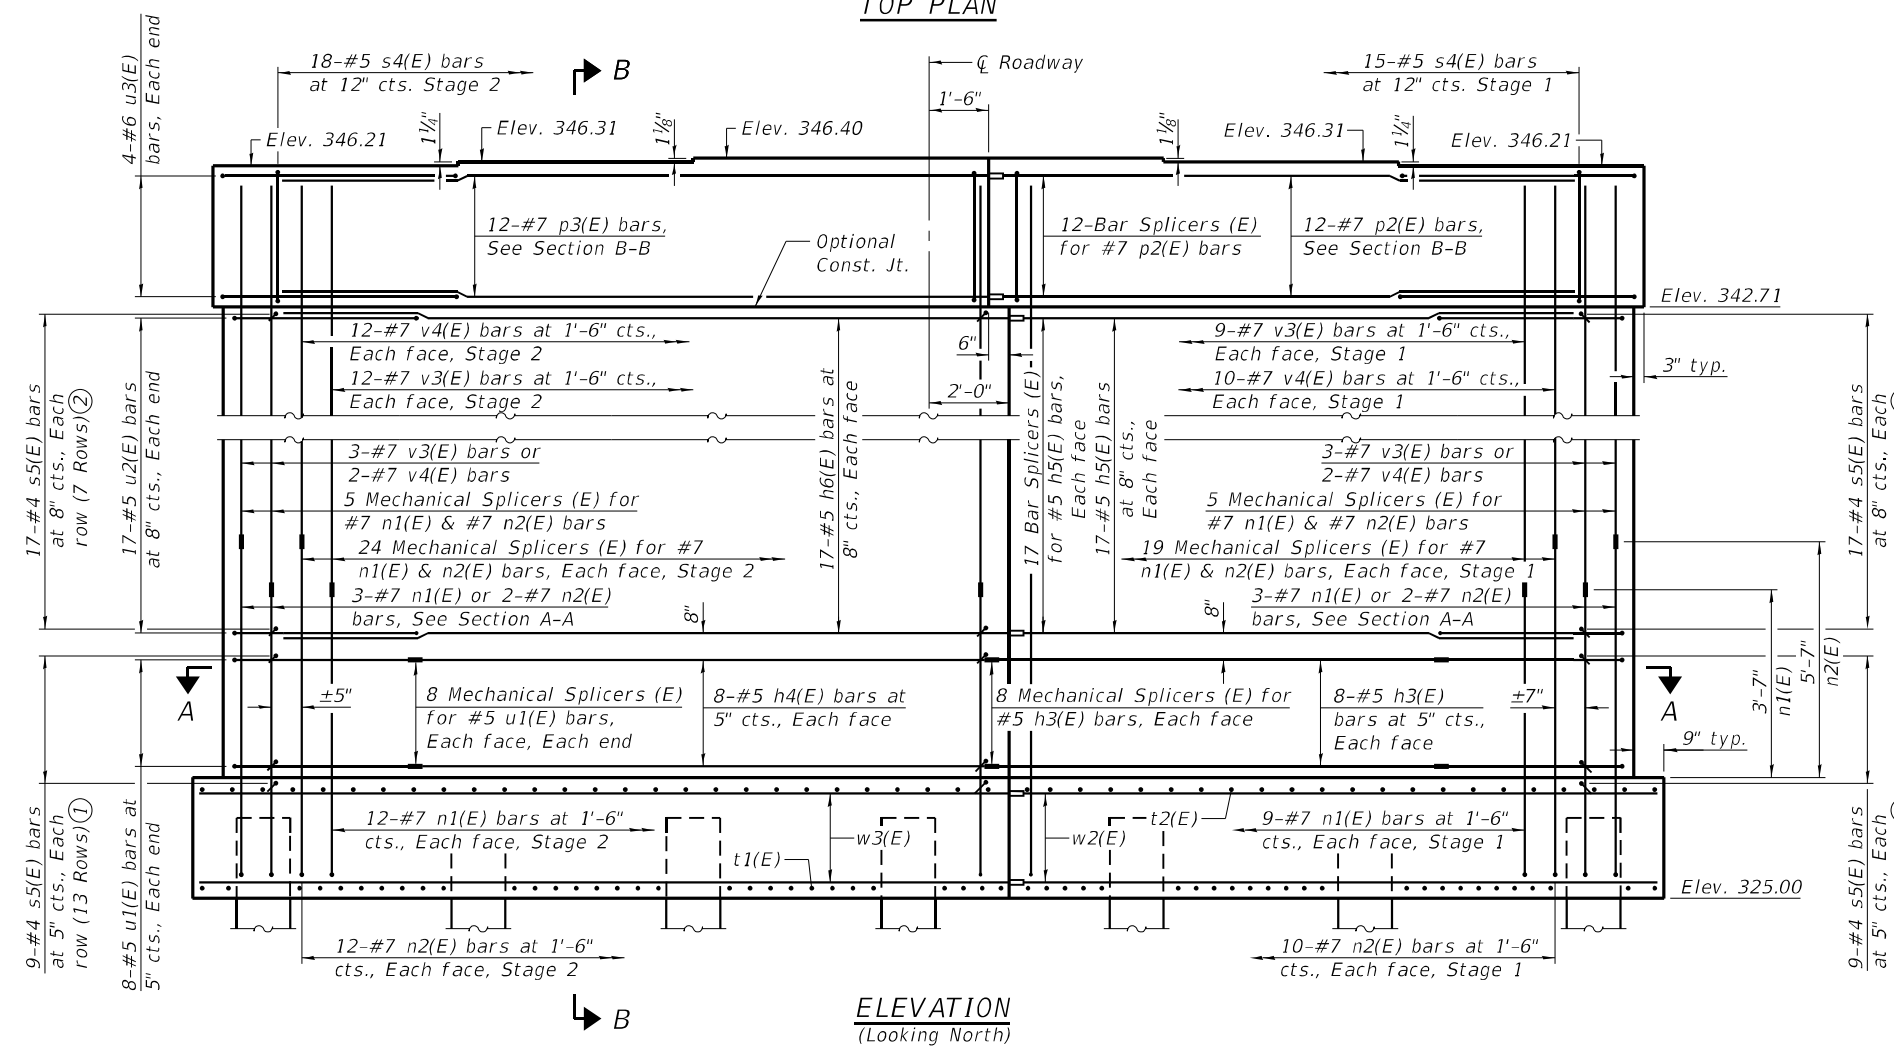 TOP PLAN
4-#6 u3(E)
bars, Each end
18-#5 s4(E) bars
at 12" cts. Stage 2
B
℄ Roadway
1'-6"
15-#5 s4(E) bars
at 12" cts. Stage 1
Elev. 346.21
1¼"
Elev. 346.31
1⅛"
Elev. 346.40
1⅛"
Elev. 346.31
1¼"
Elev. 346.21
12-#7 p3(E) bars,
See Section B-B
Optional
Const. Jt.
12-Bar Splicers (E)
for #7 p2(E) bars
12-#7 p2(E) bars,
See Section B-B
Elev. 342.71
17-#4 s5(E) bars
at 8" cts., Each
row (7 Rows) 2
17-#5 u2(E) bars
at 8" cts., Each end
12-#7 v4(E) bars at 1'-6" cts.,
Each face, Stage 2
12-#7 v3(E) bars at 1'-6" cts.,
Each face, Stage 2
17-#5 h6(E) bars at
8" cts., Each face
6"
2'-0"
17 Bar Splicers (E)
for #5 h5(E) bars,
Each face
17-#5 h5(E) bars
at 8" cts.,
Each face
9-#7 v3(E) bars at 1'-6" cts.,
Each face, Stage 1
10-#7 v4(E) bars at 1'-6" cts.,
Each face, Stage 1
3" typ.
17-#4 s5(E) bars
at 8" cts., Each
3-#7 v3(E) bars or
2-#7 v4(E) bars
5 Mechanical Splicers (E) for
#7 n1(E) & #7 n2(E) bars
24 Mechanical Splicers (E) for #7
n1(E) & n2(E) bars, Each face, Stage 2
3-#7 n1(E) or 2-#7 n2(E)
bars, See Section A-A
8"
3-#7 v3(E) bars or
2-#7 v4(E) bars
5 Mechanical Splicers (E) for
#7 n1(E) & #7 n2(E) bars
19 Mechanical Splicers (E) for #7
n1(E) & n2(E) bars, Each face, Stage 1
3-#7 n1(E) or 2-#7 n2(E)
bars, See Section A-A
8"
3'-7"
n1(E)
5'-7"
n2(E)
A
±5"
8 Mechanical Splicers (E)
for #5 u1(E) bars,
Each face, Each end
8-#5 h4(E) bars at
5" cts., Each face
8 Mechanical Splicers (E) for
#5 h3(E) bars, Each face
8-#5 h3(E)
bars at 5" cts.,
Each face
±7"
A
9" typ.
9-#4 s5(E) bars
at 5" cts., Each
row (13 Rows) 1
8-#5 u1(E) bars at
5" cts., Each end
12-#7 n1(E) bars at 1'-6"
cts., Each face, Stage 2
t1(E)
w3(E)
w2(E)
t2(E)
9-#7 n1(E) bars at 1'-6"
cts., Each face, Stage 1
Elev. 325.00
9-#4 s5(E) bars
at 5" cts., Each
12-#7 n2(E) bars at 1'-6"
cts., Each face, Stage 2
10-#7 n2(E) bars at 1'-6"
cts., Each face, Stage 1
B
ELEVATION
(Looking North)